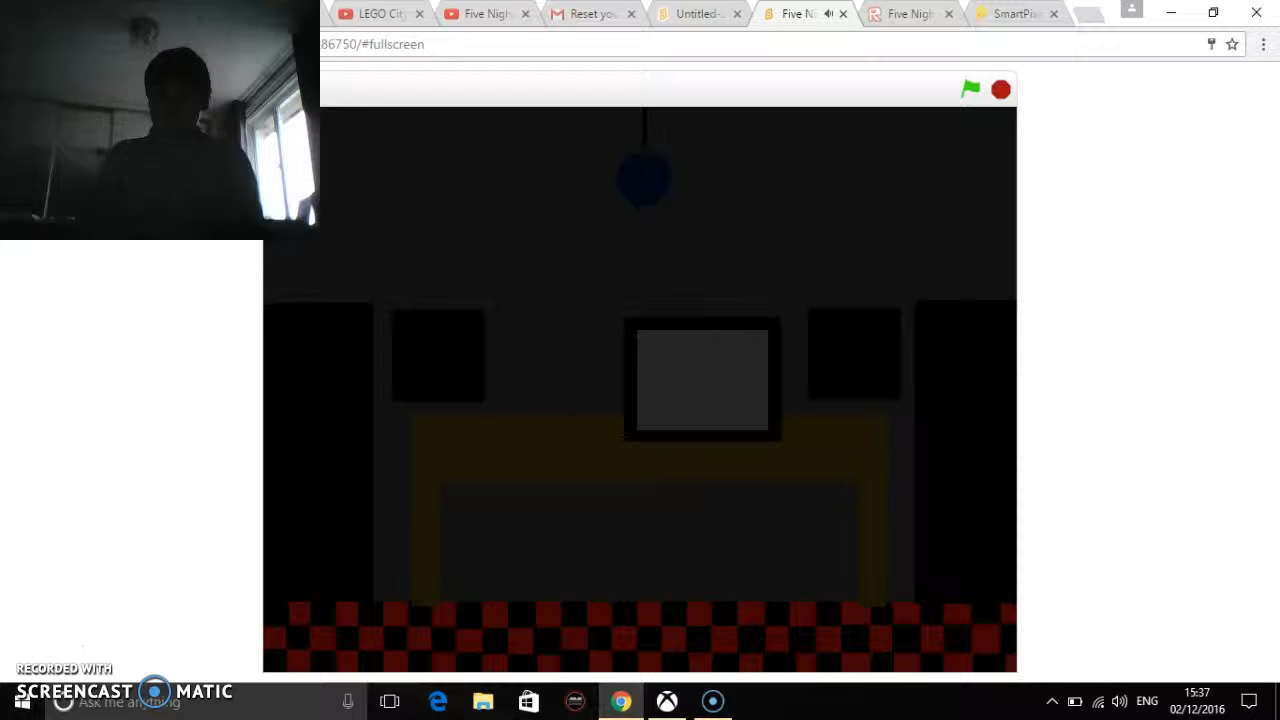 LEGO City
Five Nigh
Reset you
Untitled-
Five Ni
Five Nigh
SmartPix
86750/#fullscreen
RECORDED WITH
SCREENCAST MATIC
Ask me anything
ENG
15:37
02/12/2016